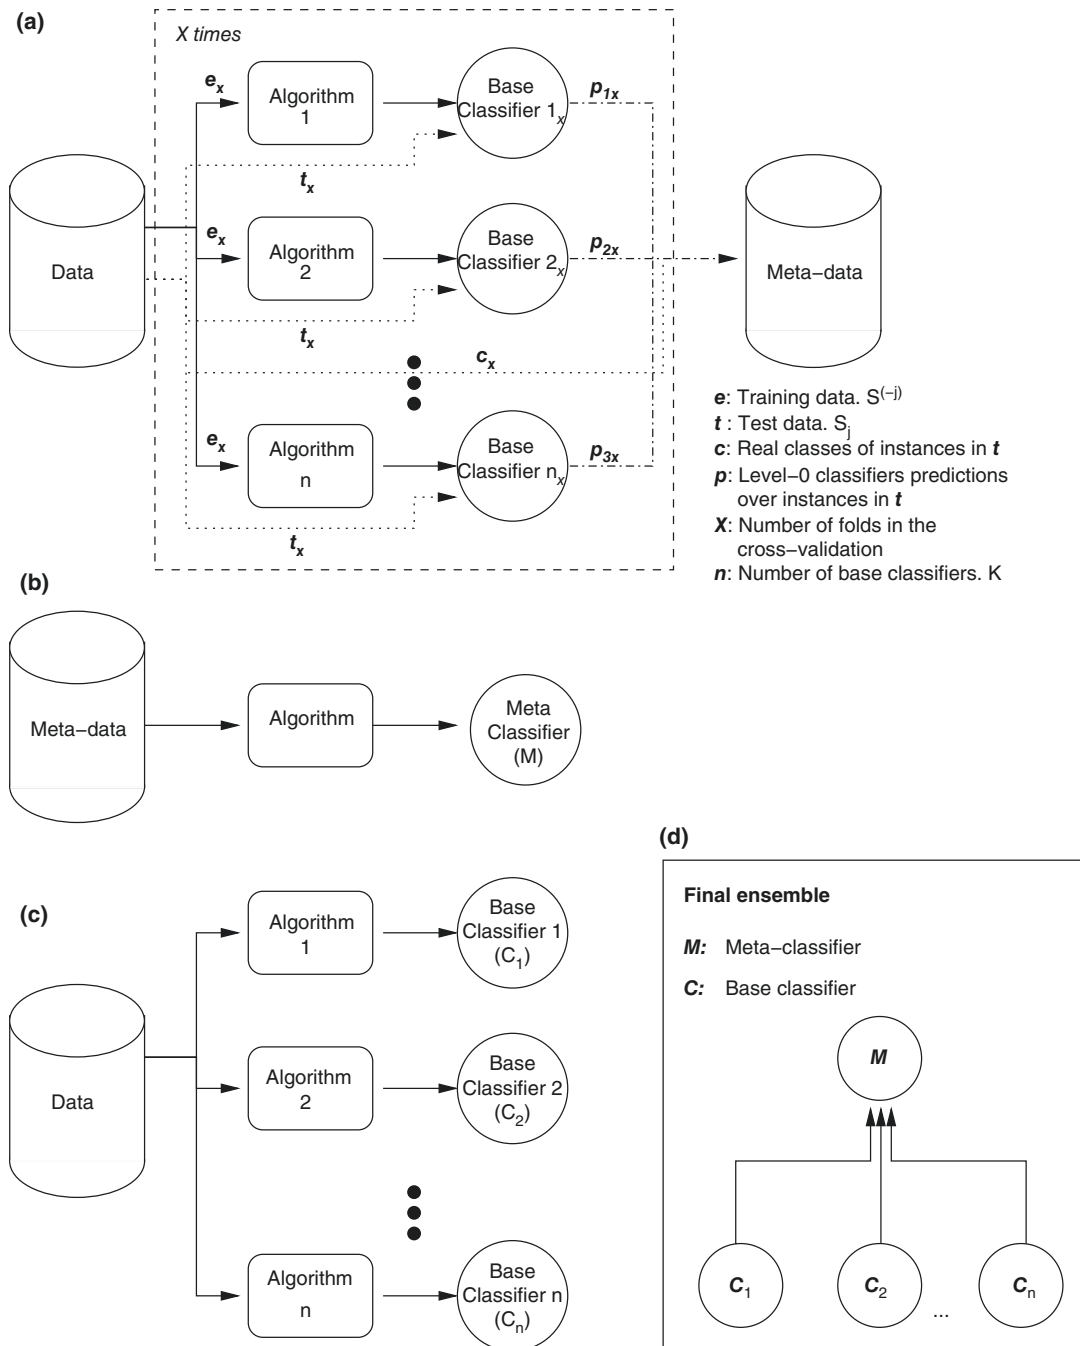 (a)
X times
e_x
Algorithm
1
Base
Classifier 1_x
p_1x
t_x
Data
e_x
Algorithm
2
Base
Classifier 2_x
p_2x
Meta-data
t_x
c_x
e_x
Algorithm
n
Base
Classifier n_x
p_3x
t_x
e: Training data. S^(-j)
t : Test data. S_j
c: Real classes of instances in t
p: Level-0 classifiers predictions
over instances in t
X: Number of folds in the
cross-validation
n: Number of base classifiers. K
(b)
Meta-data
Algorithm
Meta
Classifier
(M)
(c)
Data
Algorithm
1
Base
Classifier 1
(C_1)
Algorithm
2
Base
Classifier 2
(C_2)
Algorithm
n
Base
Classifier n
(C_n)
(d)
Final ensemble
M: Meta-classifier
C: Base classifier
M
C_1
C_2
...
C_n